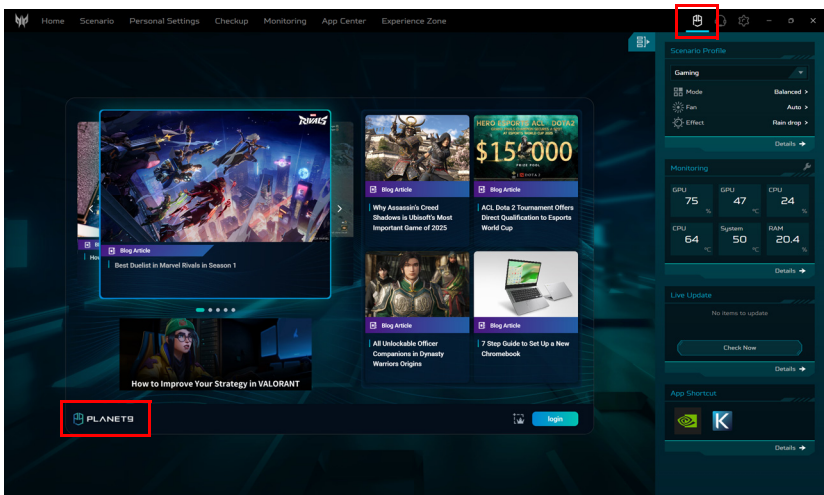 Home Scenario Personal Settings Checkup Monitoring App Center Experience Zone
Scenario Profile
Gaming
Mode Balanced >
Fan Auto >
Effect Rain drop >
Details →
Monitoring
GPU
75
%
GPU
47
°C
CPU
24
%
CPU
64
°C
System
50
°C
RAM
20.4
%
Details →
Live Update
No items to update
Check Now
Details →
App Shortcut
K
Details →
MARVEL
RIVALS
Blog Article
Best Duelist in Marvel Rivals in Season 1
How to Improve Your Strategy in VALORANT
Blog Article
Why Assassin's Creed
Shadows is Ubisoft's Most
Important Game of 2025
HERO ESPORTS ACL DOTA2
PRIZE POOL
DOTA 2
Blog Article
ACL Dota 2 Tournament Offers
Direct Qualification to Esports
World Cup
Blog Article
All Unlockable Officer
Companions in Dynasty
Warriors Origins
Blog Article
7 Step Guide to Set Up a New
Chromebook
PLANET9
login